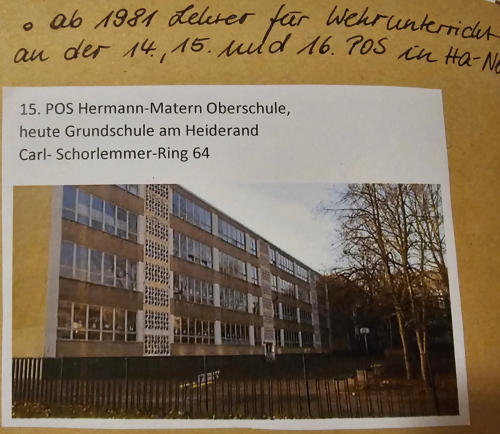 • ab 1981 Lehrer für Wehrunterricht
an der 14., 15. und 16. POS in Ha-Ne
15. POS Hermann-Matern Oberschule,
heute Grundschule am Heiderand
Carl- Schorlemmer-Ring 64